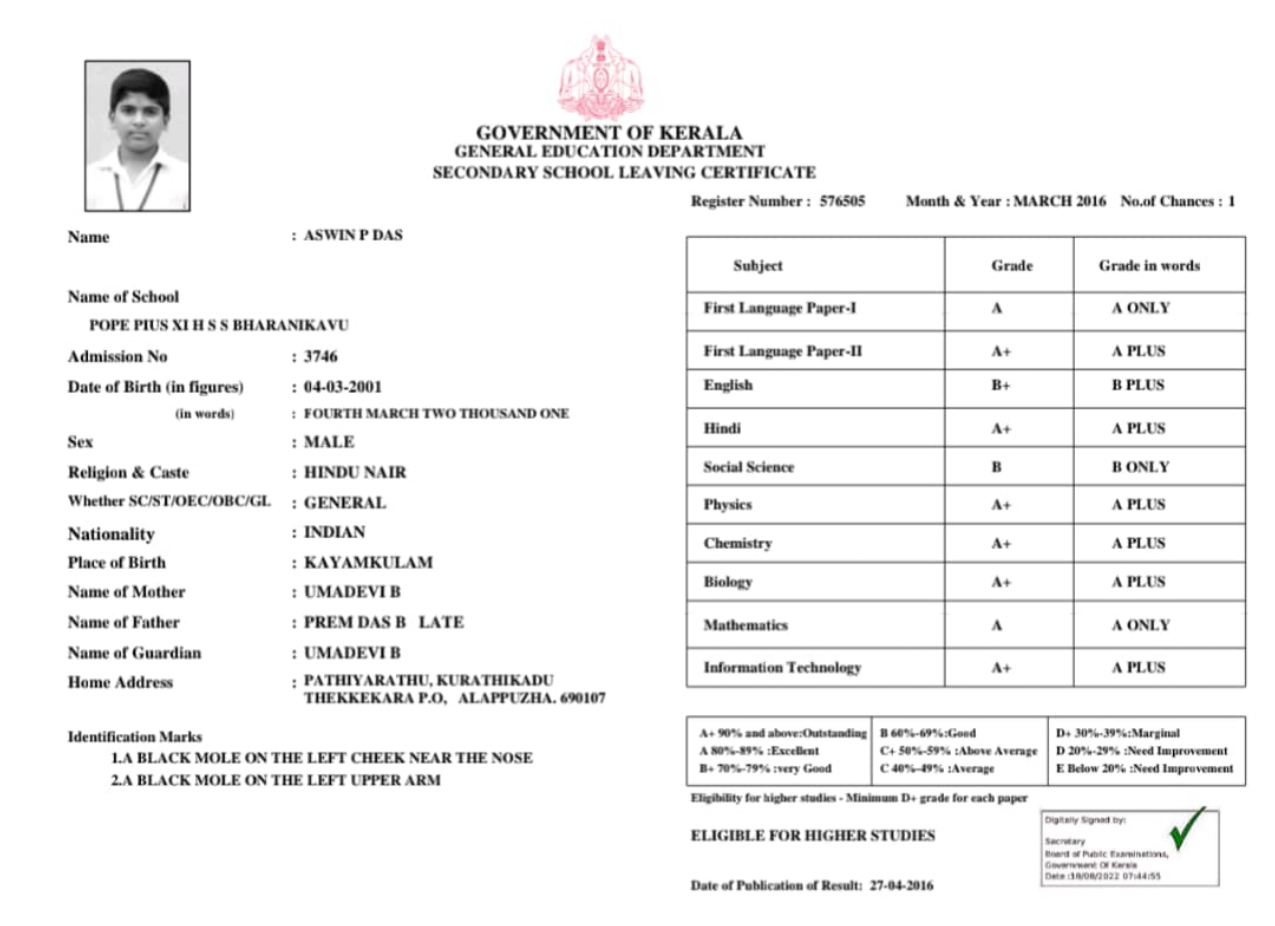 GOVERNMENT OF KERALA
GENERAL EDUCATION DEPARTMENT
SECONDARY SCHOOL LEAVING CERTIFICATE
Register Number : 576505 Month & Year : MARCH 2016 No.of Chances : 1
Name : ASWIN P DAS
Name of School
POPE PIUS XI H S S BHARANIKAVU
Admission No : 3746
Date of Birth (in figures) : 04-03-2001
(in words) : FOURTH MARCH TWO THOUSAND ONE
Sex : MALE
Religion & Caste : HINDU NAIR
Whether SC/ST/OEC/OBC/GL : GENERAL
Nationality : INDIAN
Place of Birth : KAYAMKULAM
Name of Mother : UMADEVI B
Name of Father : PREM DAS B LATE
Name of Guardian : UMADEVI B
Home Address : PATHIYARATHU, KURATHIKADU
THEKKEKARA P.O, ALAPPUZHA. 690107
Identification Marks
1.A BLACK MOLE ON THE LEFT CHEEK NEAR THE NOSE
2.A BLACK MOLE ON THE LEFT UPPER ARM
Subject Grade Grade in words
First Language Paper-I A A ONLY
First Language Paper-II A+ A PLUS
English B+ B PLUS
Hindi A+ A PLUS
Social Science B B ONLY
Physics A+ A PLUS
Chemistry A+ A PLUS
Biology A+ A PLUS
Mathematics A A ONLY
Information Technology A+ A PLUS
A+ 90% and above:Outstanding B 60%-69%:Good D+ 30%-39%:Marginal
A 80%-89% :Excellent C+ 50%-59% :Above Average D 20%-29% :Need Improvement
B+ 70%-79% :very Good C 40%-49% :Average E Below 20% :Need Improvement
Eligibility for higher studies - Minimum D+ grade for each paper
ELIGIBLE FOR HIGHER STUDIES
Date of Publication of Result: 27-04-2016
Digitally Signed by:
Secretary
Board of Public Examinations,
Government Of Kerala
Date :18/08/2022 07:44:55